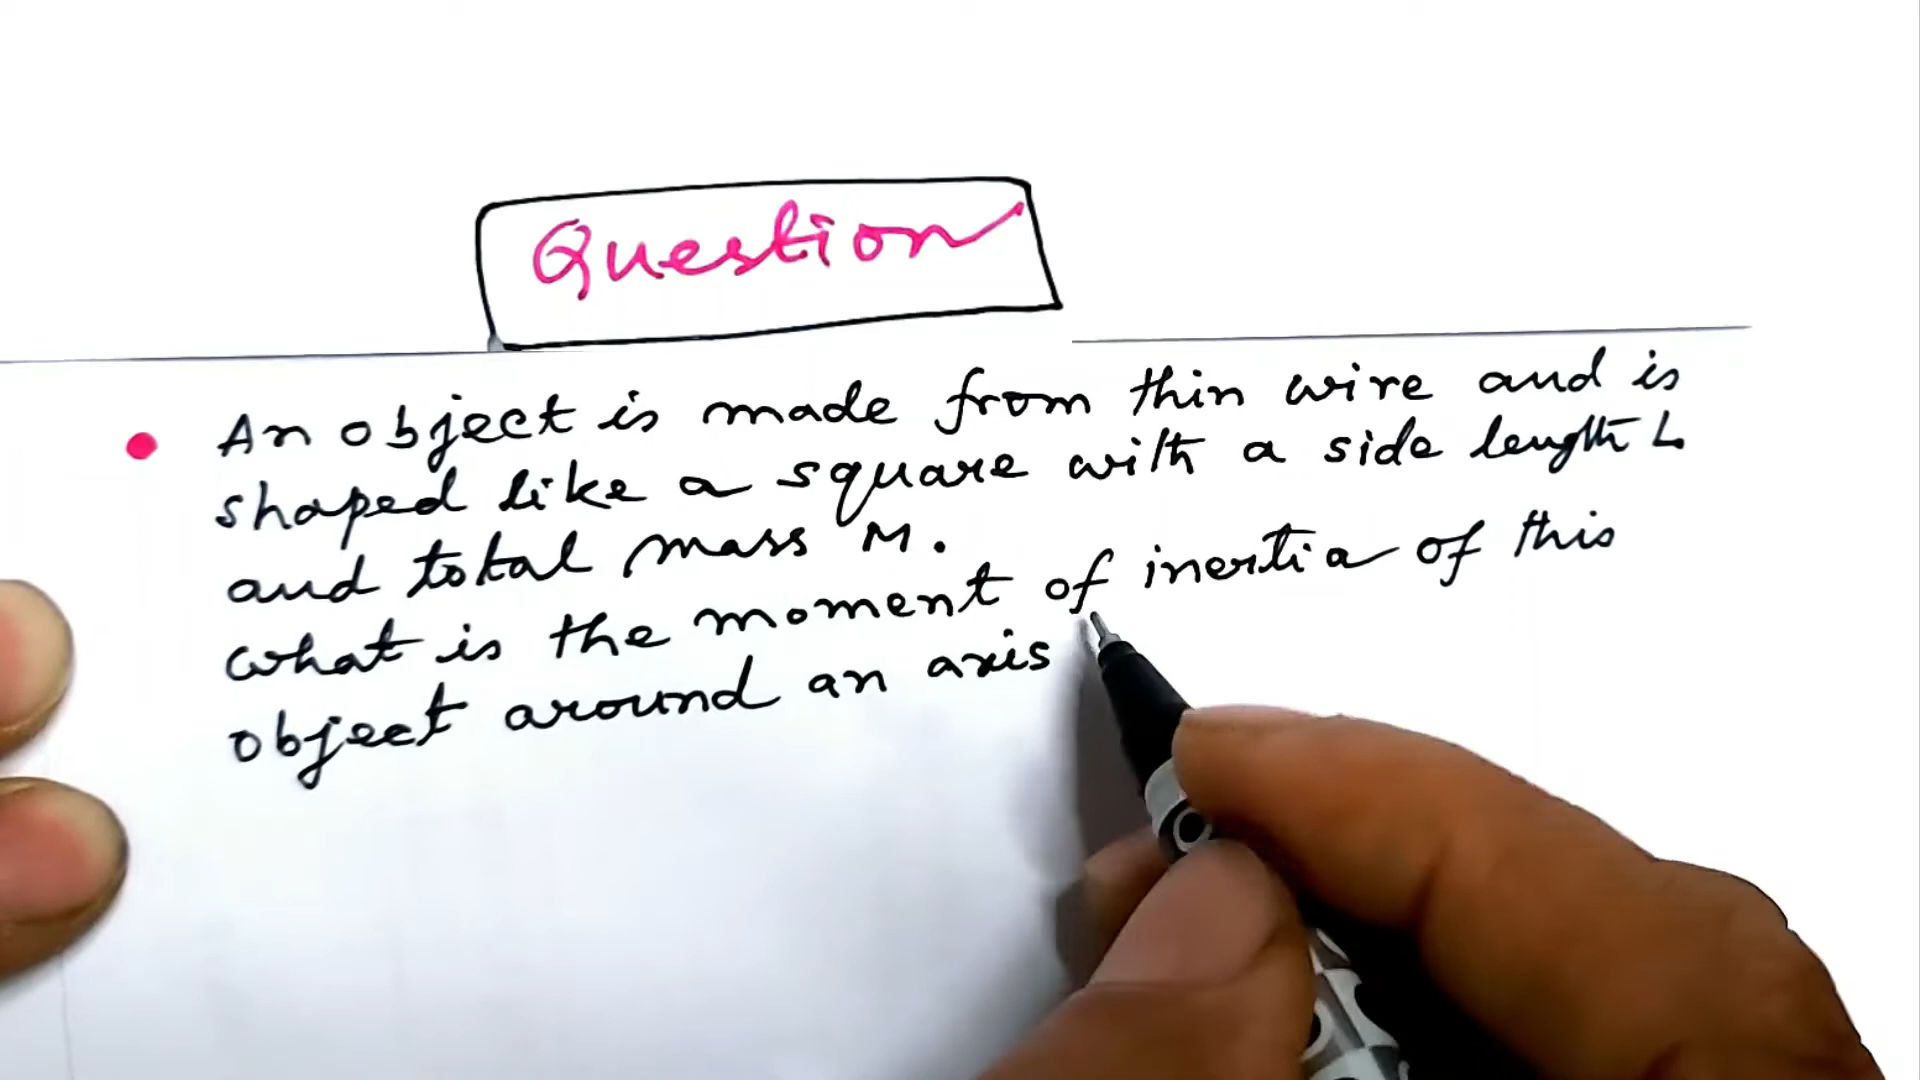 Question
An object is made from thin wire and is
shaped like a square with a side length L
and total mass M.
what is the moment of inertia of this
object around an axis